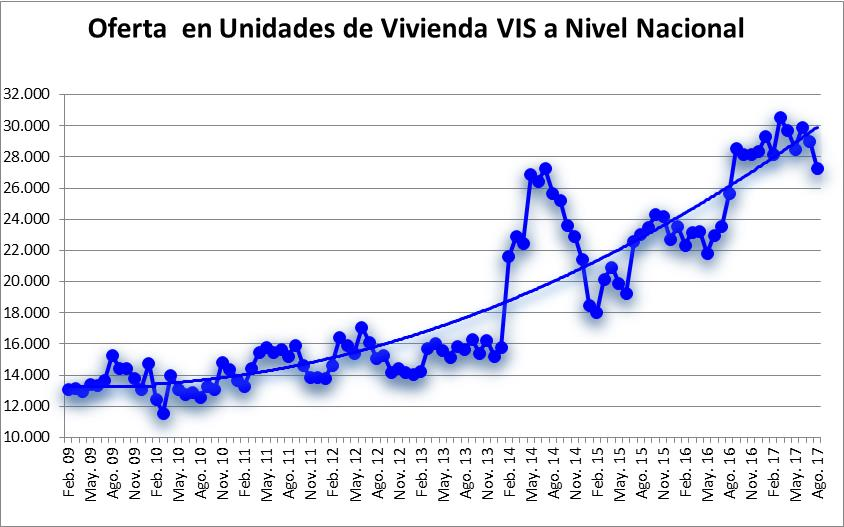 Oferta  en Unidades de Vivienda VIS a Nivel Nacional
32.000
30.000
28.000
26.000
24.000
22.000
20.000
18.000
16.000
14.000
12.000
10.000
Feb. 09
May. 09
Ago. 09
Nov. 09
Feb. 10
May. 10
Ago. 10
Nov. 10
Feb. 11
May. 11
Ago. 11
Nov. 11
Feb. 12
May. 12
Ago. 12
Nov. 12
Feb. 13
May. 13
Ago. 13
Nov. 13
Feb. 14
May. 14
Ago. 14
Nov. 14
Feb. 15
May. 15
Ago. 15
Nov. 15
Feb. 16
May. 16
Ago. 16
Nov. 16
Feb. 17
May. 17
Ago. 17